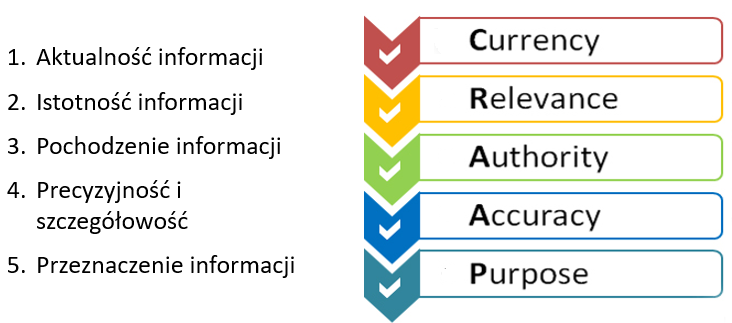 1. Aktualność informacji
2. Istotność informacji
3. Pochodzenie informacji
4. Precyzyjność i
szczegółowość
5. Przeznaczenie informacji
Currency
Relevance
Authority
Accuracy
Purpose